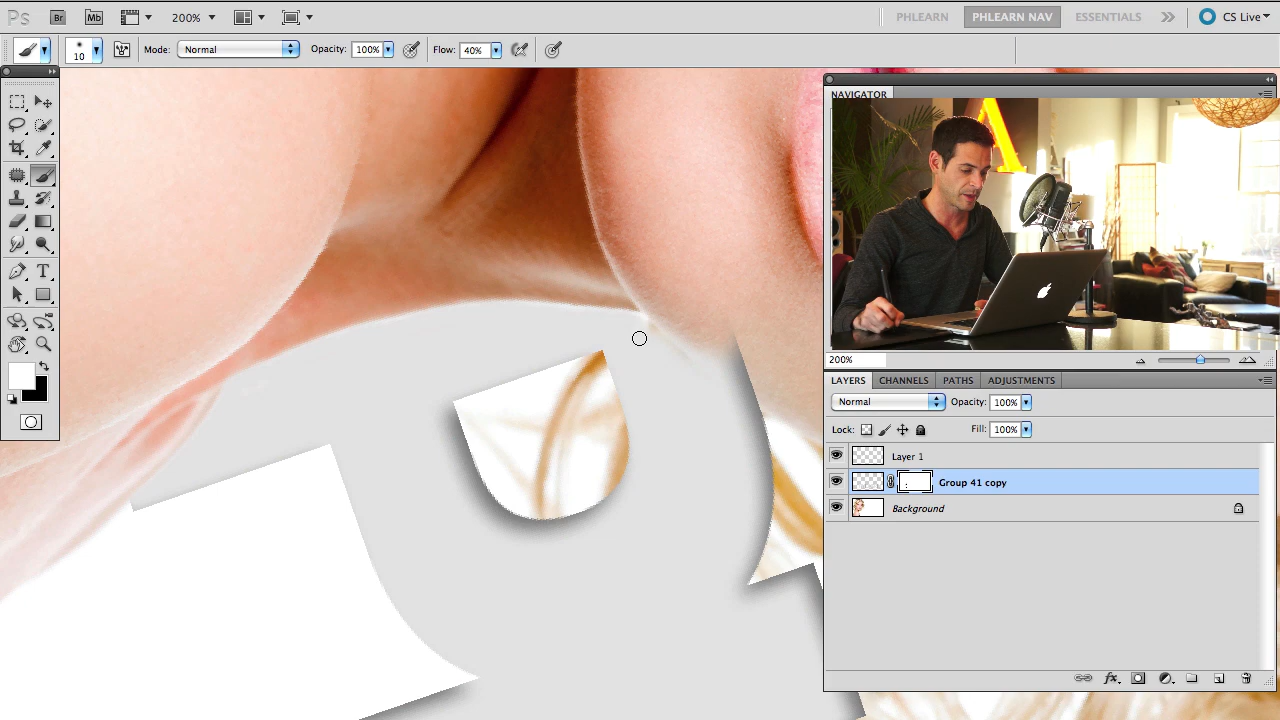 Ps Br Mb 200% PHLEARN PHLEARN NAV ESSENTIALS CS Live
10 Mode: Normal Opacity: 100% Flow: 40%
NAVIGATOR
A
T
200%
LAYERS CHANNELS PATHS ADJUSTMENTS
Normal Opacity: 100%
Lock: Fill: 100%
Layer 1
Group 41 copy
Background
fx